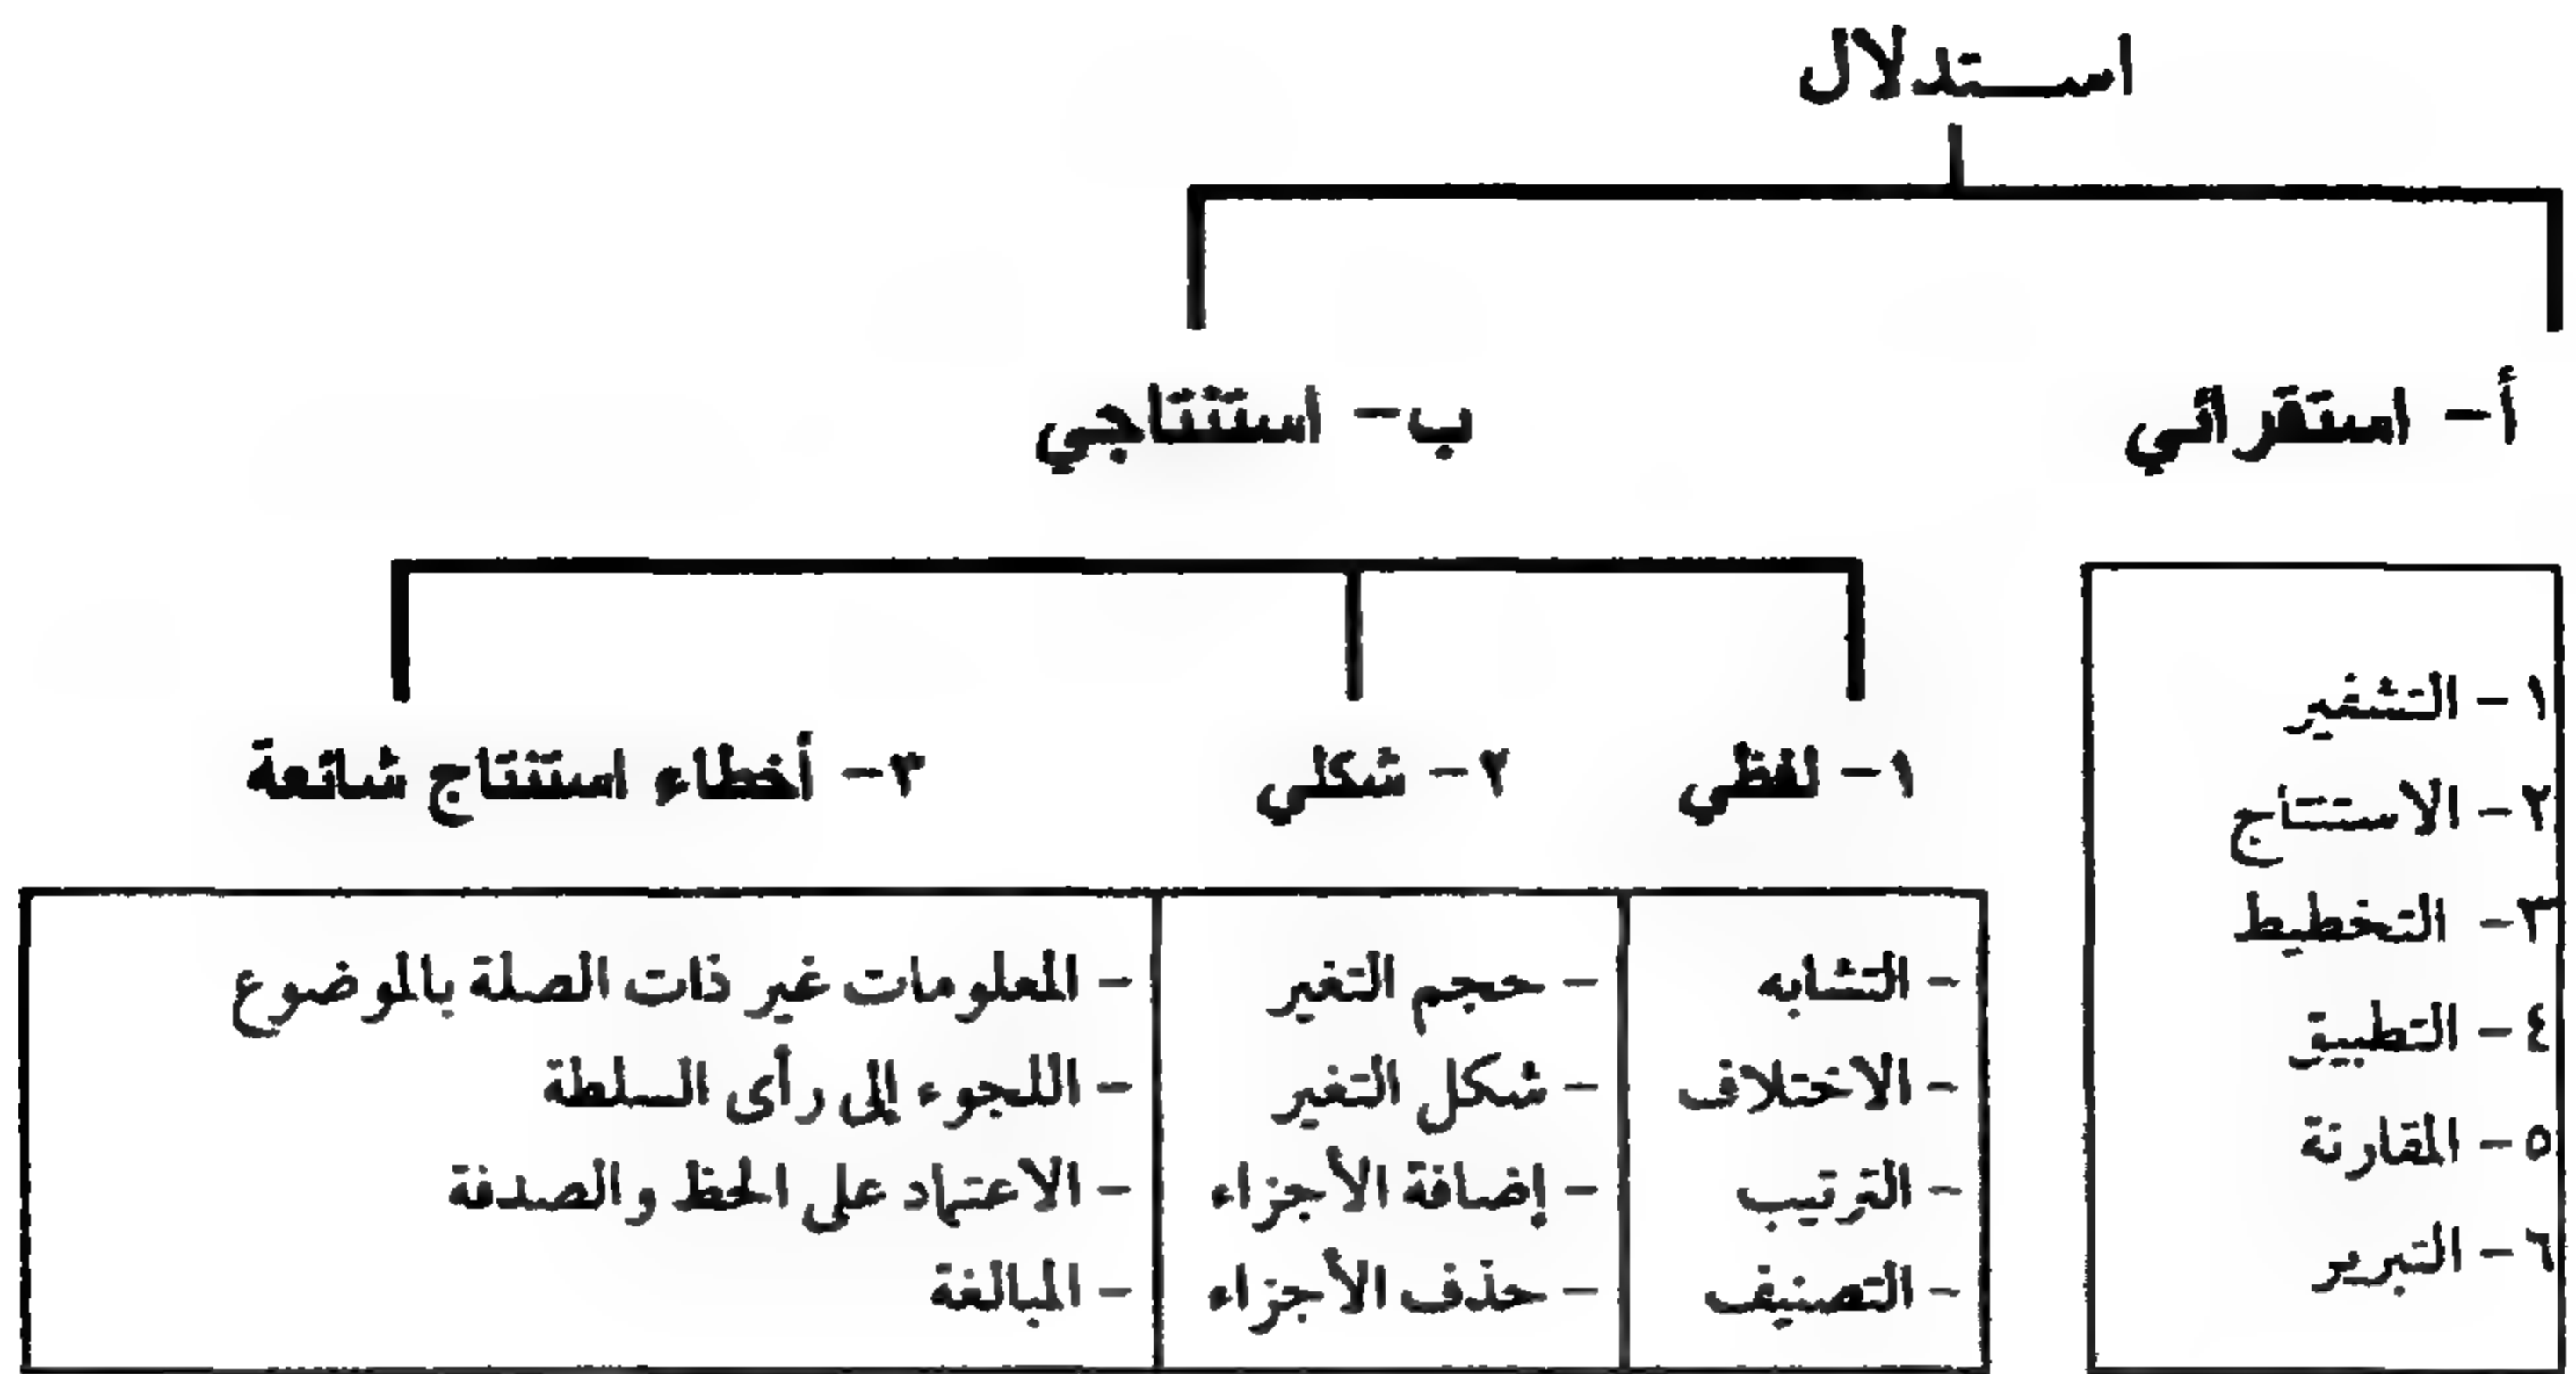 استدلال
أ- استقرائي
ب- استنتاجي
١- التشفير
٢- الاستنتاج
٣- التخطيط
٤- التطبيق
٥- المقارنة
٦- التبرير
١- لفظي
٢- شكلي
٣- أخطاء استنتاج شائعة
- التشابه
- الاختلاف
- الترتيب
- التصنيف
- حجم التغير
- شكل التغير
- إضافة الأجزاء
- حذف الأجزاء
- المعلومات غير ذات الصلة بالموضوع
- اللجوء إلى رأى السلطة
- الاعتماد على الحظ والصدفة
- المبالغة